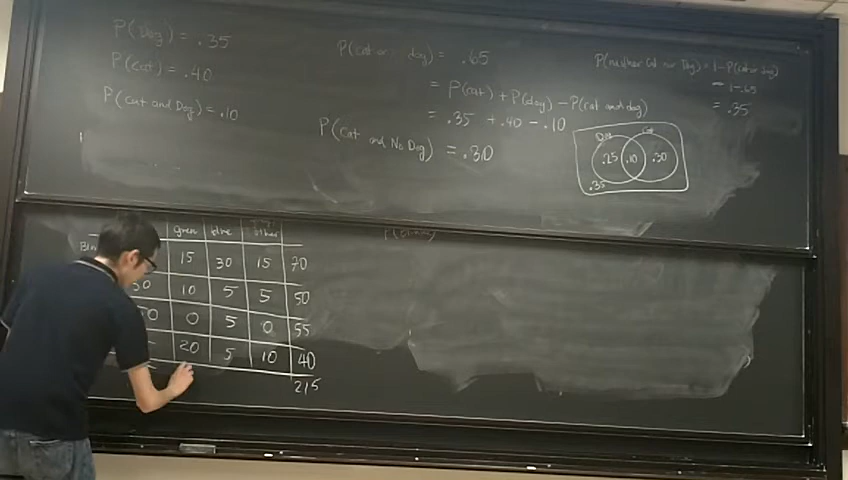 P(Dog) = .35
P(Cat) = .40
P(cat and Dog) = .10
P(cat or dog) = .65
= P(cat) + P(dog) - P(cat and dog)
= .35 + .40 - .10
P(cat and No Dog) = .30
P(neither Cat nor Dog) = 1 - P(cat or dog)
= 1 - .65
= .35
Dog Cat
.25 .10 .30
.35
green blue other
15 30 15 70
10 5 5 50
0 5 0 55
20 5 10 40
215